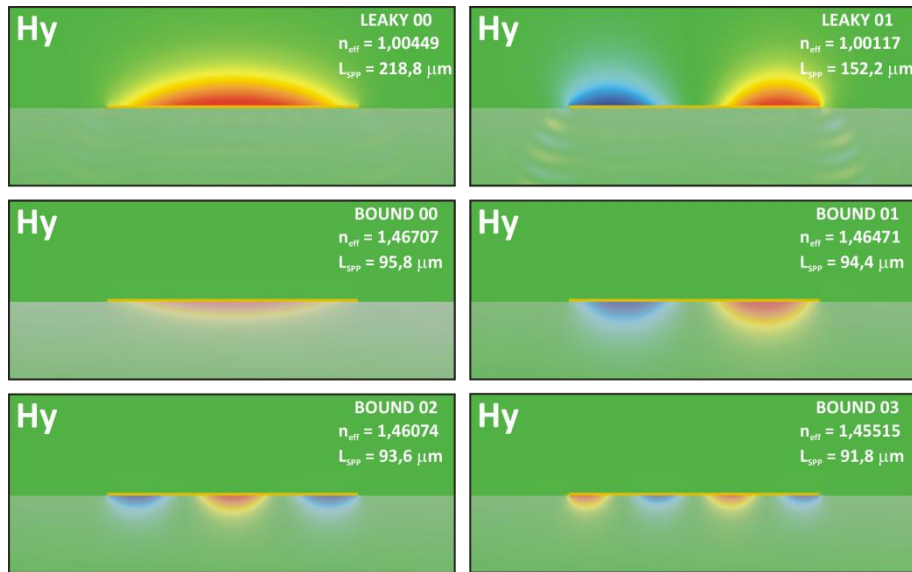 Hy
LEAKY 00
n_eff = 1,00449
L_SPP = 218,8 μm
Hy
LEAKY 01
n_eff = 1,00117
L_SPP = 152,2 μm
Hy
BOUND 00
n_eff = 1,46707
L_SPP = 95,8 μm
Hy
BOUND 01
n_eff = 1,46471
L_SPP = 94,4 μm
Hy
BOUND 02
n_eff = 1,46074
L_SPP = 93,6 μm
Hy
BOUND 03
n_eff = 1,45515
L_SPP = 91,8 μm